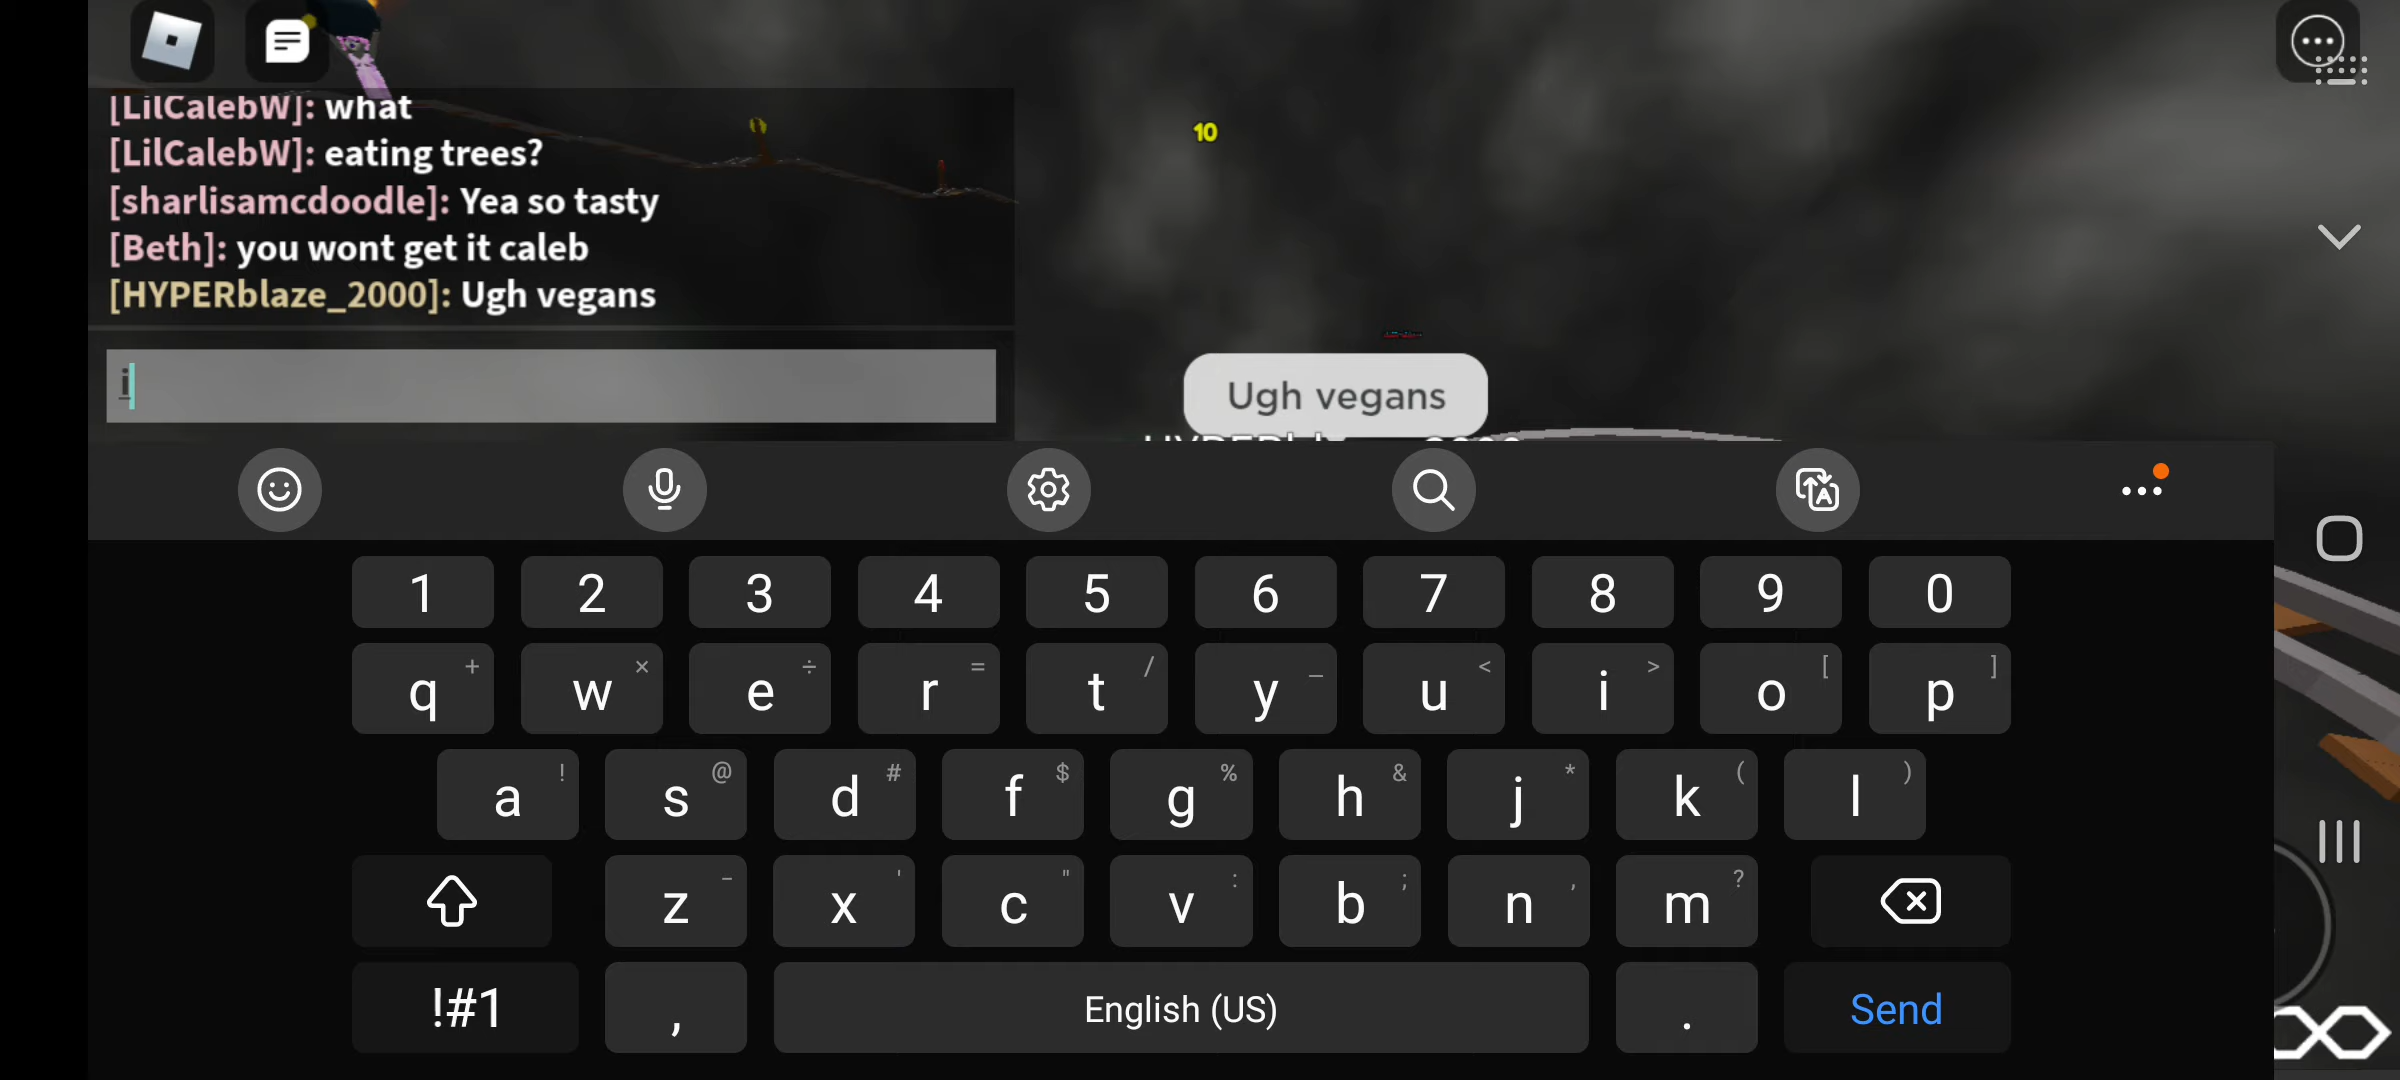 [LilCalebW]: what
[LilCalebW]: eating trees?
[sharlisamcdoodle]: Yea so tasty
[Beth]: you wont get it caleb
[HYPERblaze_2000]: Ugh vegans
i
10
Ugh vegans
1 2 3 4 5 6 7 8 9 0
q + w × e ÷ r = t / y _ u < i > o [ p ]
a ! s @ d # f $ g % h & j * k ( l )
z - x ' c " v : b ; n , m ?
!#1 , English (US) . Send